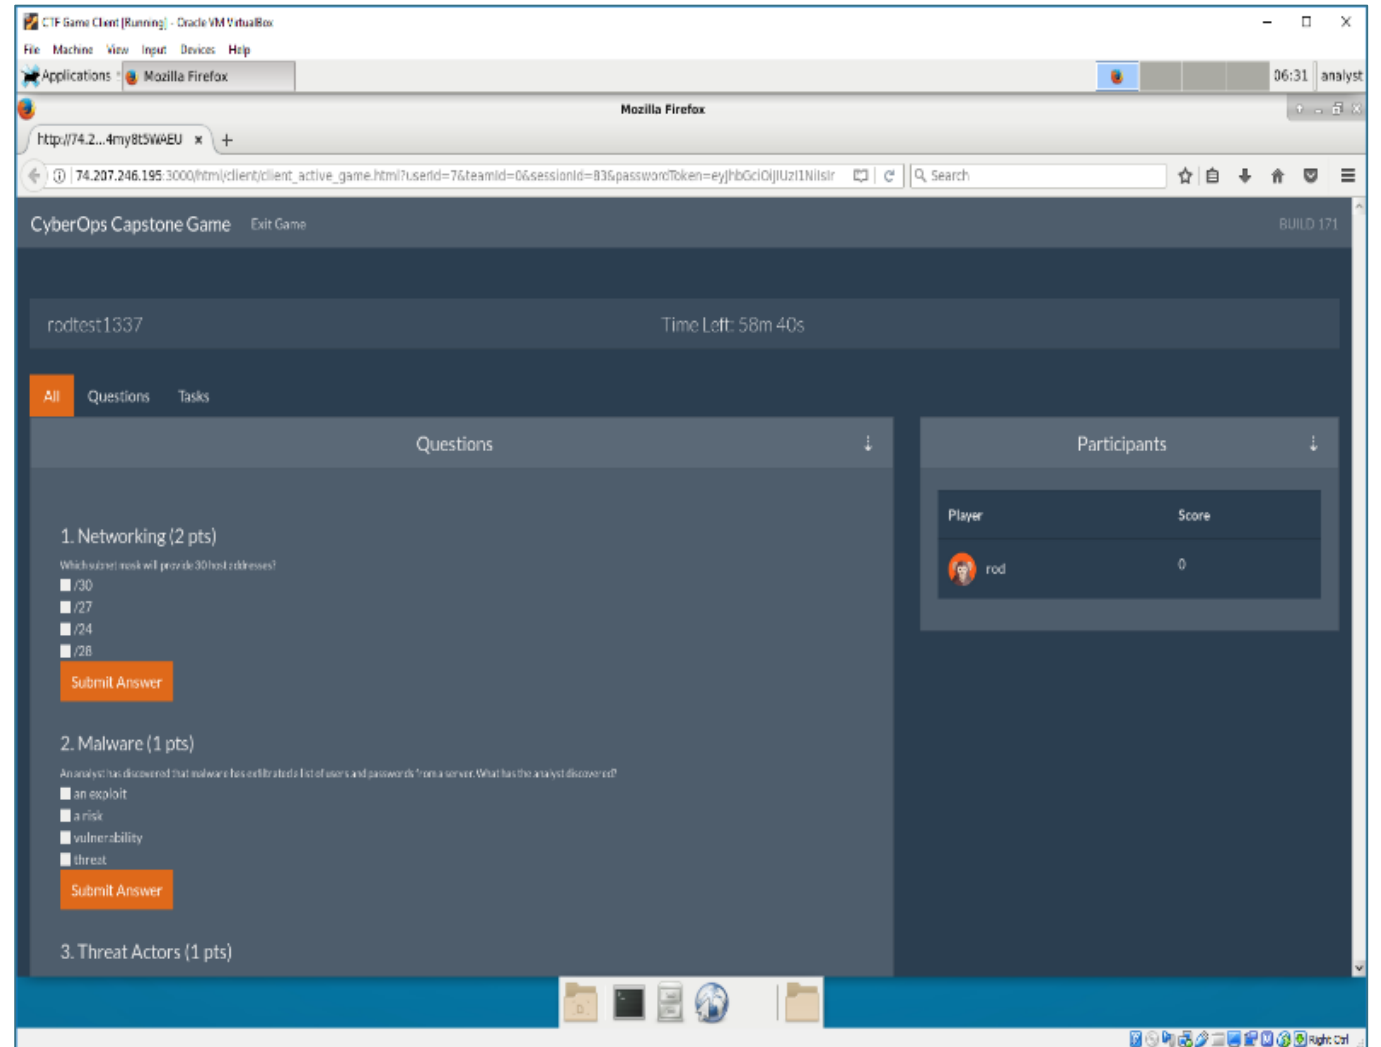 CTF Game Client [Running] - Oracle VM VirtualBox
File Machine View Input Devices Help
Applications Mozilla Firefox 06:31 analyst
Mozilla Firefox
http://74.2...4my8t5WAEU
74.207.246.195:3000/html/client/client_active_game.html?userId=7&teamId=0&sessionId=83&passwordToken=eyJhbGciOiJIUzI1NiIsIr Search
CyberOps Capstone Game Exit Game BUILD 171
rodtest1337 Time Left: 58m 40s
All Questions Tasks
Questions
Participants
Player Score
rod 0
1. Networking (2 pts)
Which subnet mask will provide 30 host addresses?
/30
/27
/24
/28
Submit Answer
2. Malware (1 pts)
An analyst has discovered that malware has exfiltrated a list of users and passwords from a server. What has the analyst discovered?
an exploit
a risk
vulnerability
threat
Submit Answer
3. Threat Actors (1 pts)
Right Ctrl